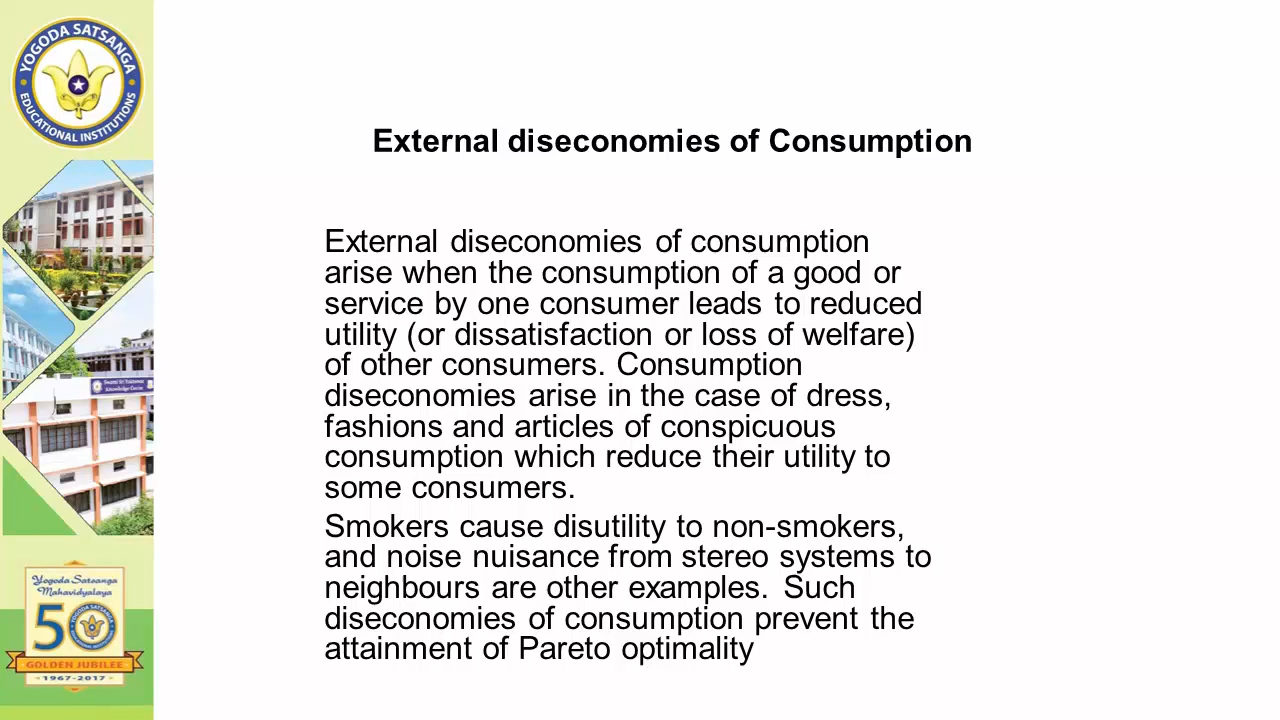 YOGODA SATSANGA
EDUCATIONAL INSTITUTIONS
External diseconomies of Consumption
External diseconomies of consumption
arise when the consumption of a good or
service by one consumer leads to reduced
utility (or dissatisfaction or loss of welfare)
of other consumers. Consumption
diseconomies arise in the case of dress,
fashions and articles of conspicuous
consumption which reduce their utility to
some consumers.
Smokers cause disutility to non-smokers,
and noise nuisance from stereo systems to
neighbours are other examples. Such
diseconomies of consumption prevent the
attainment of Pareto optimality
Knowledge Centre
Yogoda Satsanga
Mahavidyalaya
50
YOGODA SATSANGA
GOLDEN JUBILEE
-1967-2017-